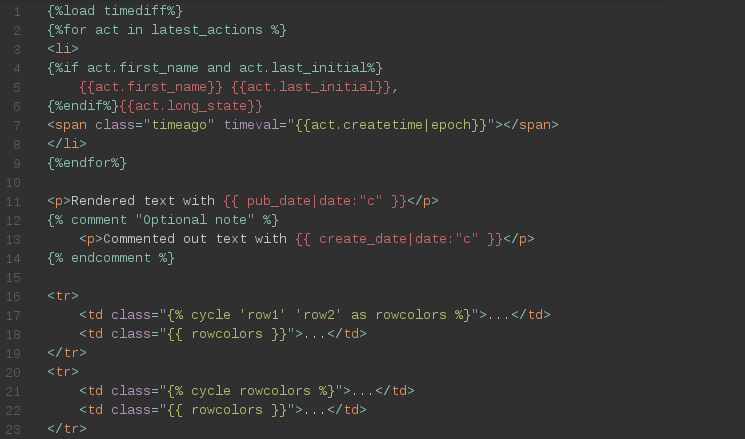 1 {%load timediff%}
2 {%for act in latest_actions %}
3 <li>
4 {%if act.first_name and act.last_initial%}
5     {{act.first_name}} {{act.last_initial}},
6 {%endif%}{{act.long_state}}
7 <span class="timeago" timeval="{{act.createtime|epoch}}"></span>
8 </li>
9 {%endfor%}
10
11 <p>Rendered text with {{ pub_date|date:"c" }}</p>
12 {% comment "Optional note" %}
13     <p>Commented out text with {{ create_date|date:"c" }}</p>
14 {% endcomment %}
15
16 <tr>
17     <td class="{% cycle 'row1' 'row2' as rowcolors %}">...</td>
18     <td class="{{ rowcolors }}">...</td>
19 </tr>
20 <tr>
21     <td class="{% cycle rowcolors %}">...</td>
22     <td class="{{ rowcolors }}">...</td>
23 </tr>